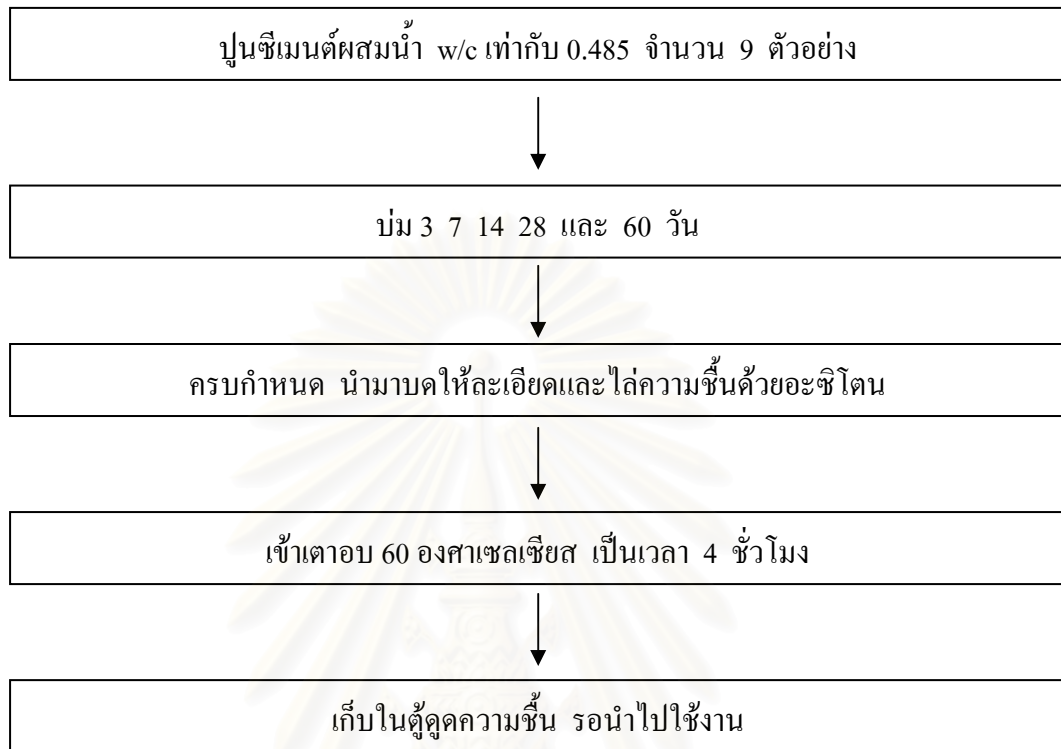 ปูนซีเมนต์ผสมน้ำ w/c เท่ากับ 0.485 จำนวน 9 ตัวอย่าง
บ่ม 3 7 14 28 และ 60 วัน
ครบกำหนด นำมาบดให้ละเอียดและไล่ความชื้นด้วยอะซิโตน
เข้าเตาอบ 60 องศาเซลเซียส เป็นเวลา 4 ชั่วโมง
เก็บในตู้ดูดความชื้น รอนำไปใช้งาน